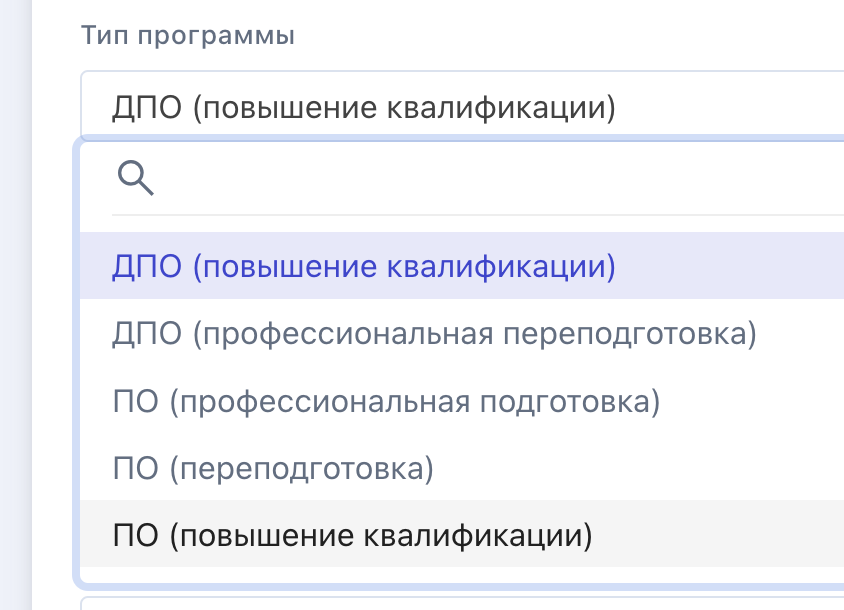 Тип программы
ДПО (повышение квалификации)
ДПО (повышение квалификации)
ДПО (профессиональная переподготовка)
ПО (профессиональная подготовка)
ПО (переподготовка)
ПО (повышение квалификации)